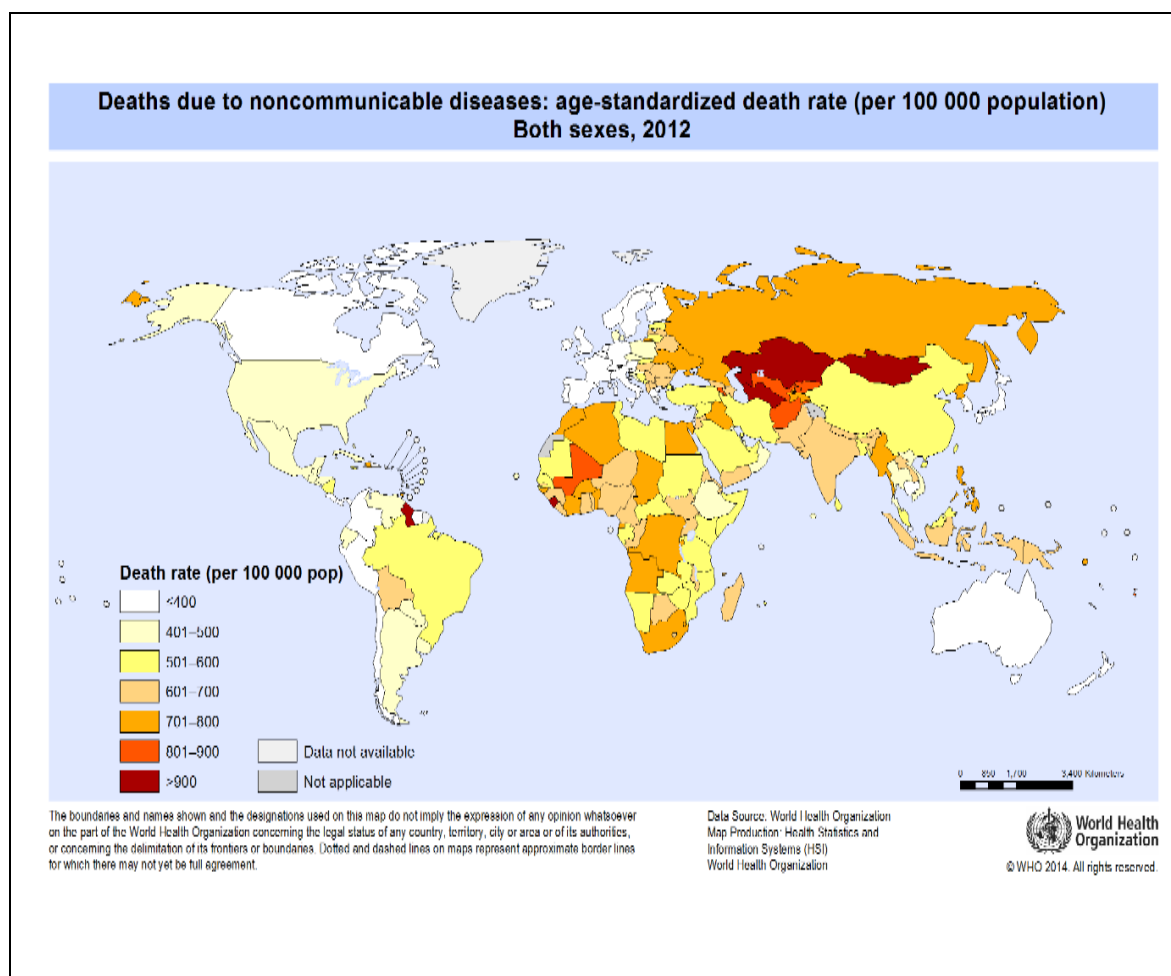 Deaths due to noncommunicable diseases: age-standardized death rate (per 100 000 population)
Both sexes, 2012
Death rate (per 100 000 pop)
<400
401–500
501–600
601–700
701–800
801–900
>900
Data not available
Not applicable
0 850 1,700 3,400 Kilometers
The boundaries and names shown and the designations used on this map do not imply the expression of any opinion whatsoever
on the part of the World Health Organization concerning the legal status of any country, territory, city or area or of its authorities,
or concerning the delimitation of its frontiers or boundaries. Dotted and dashed lines on maps represent approximate border lines
for which there may not yet be full agreement.
Data Source: World Health Organization
Map Production: Health Statistics and
Information Systems (HSI)
World Health Organization
World Health
Organization
© WHO 2014. All rights reserved.